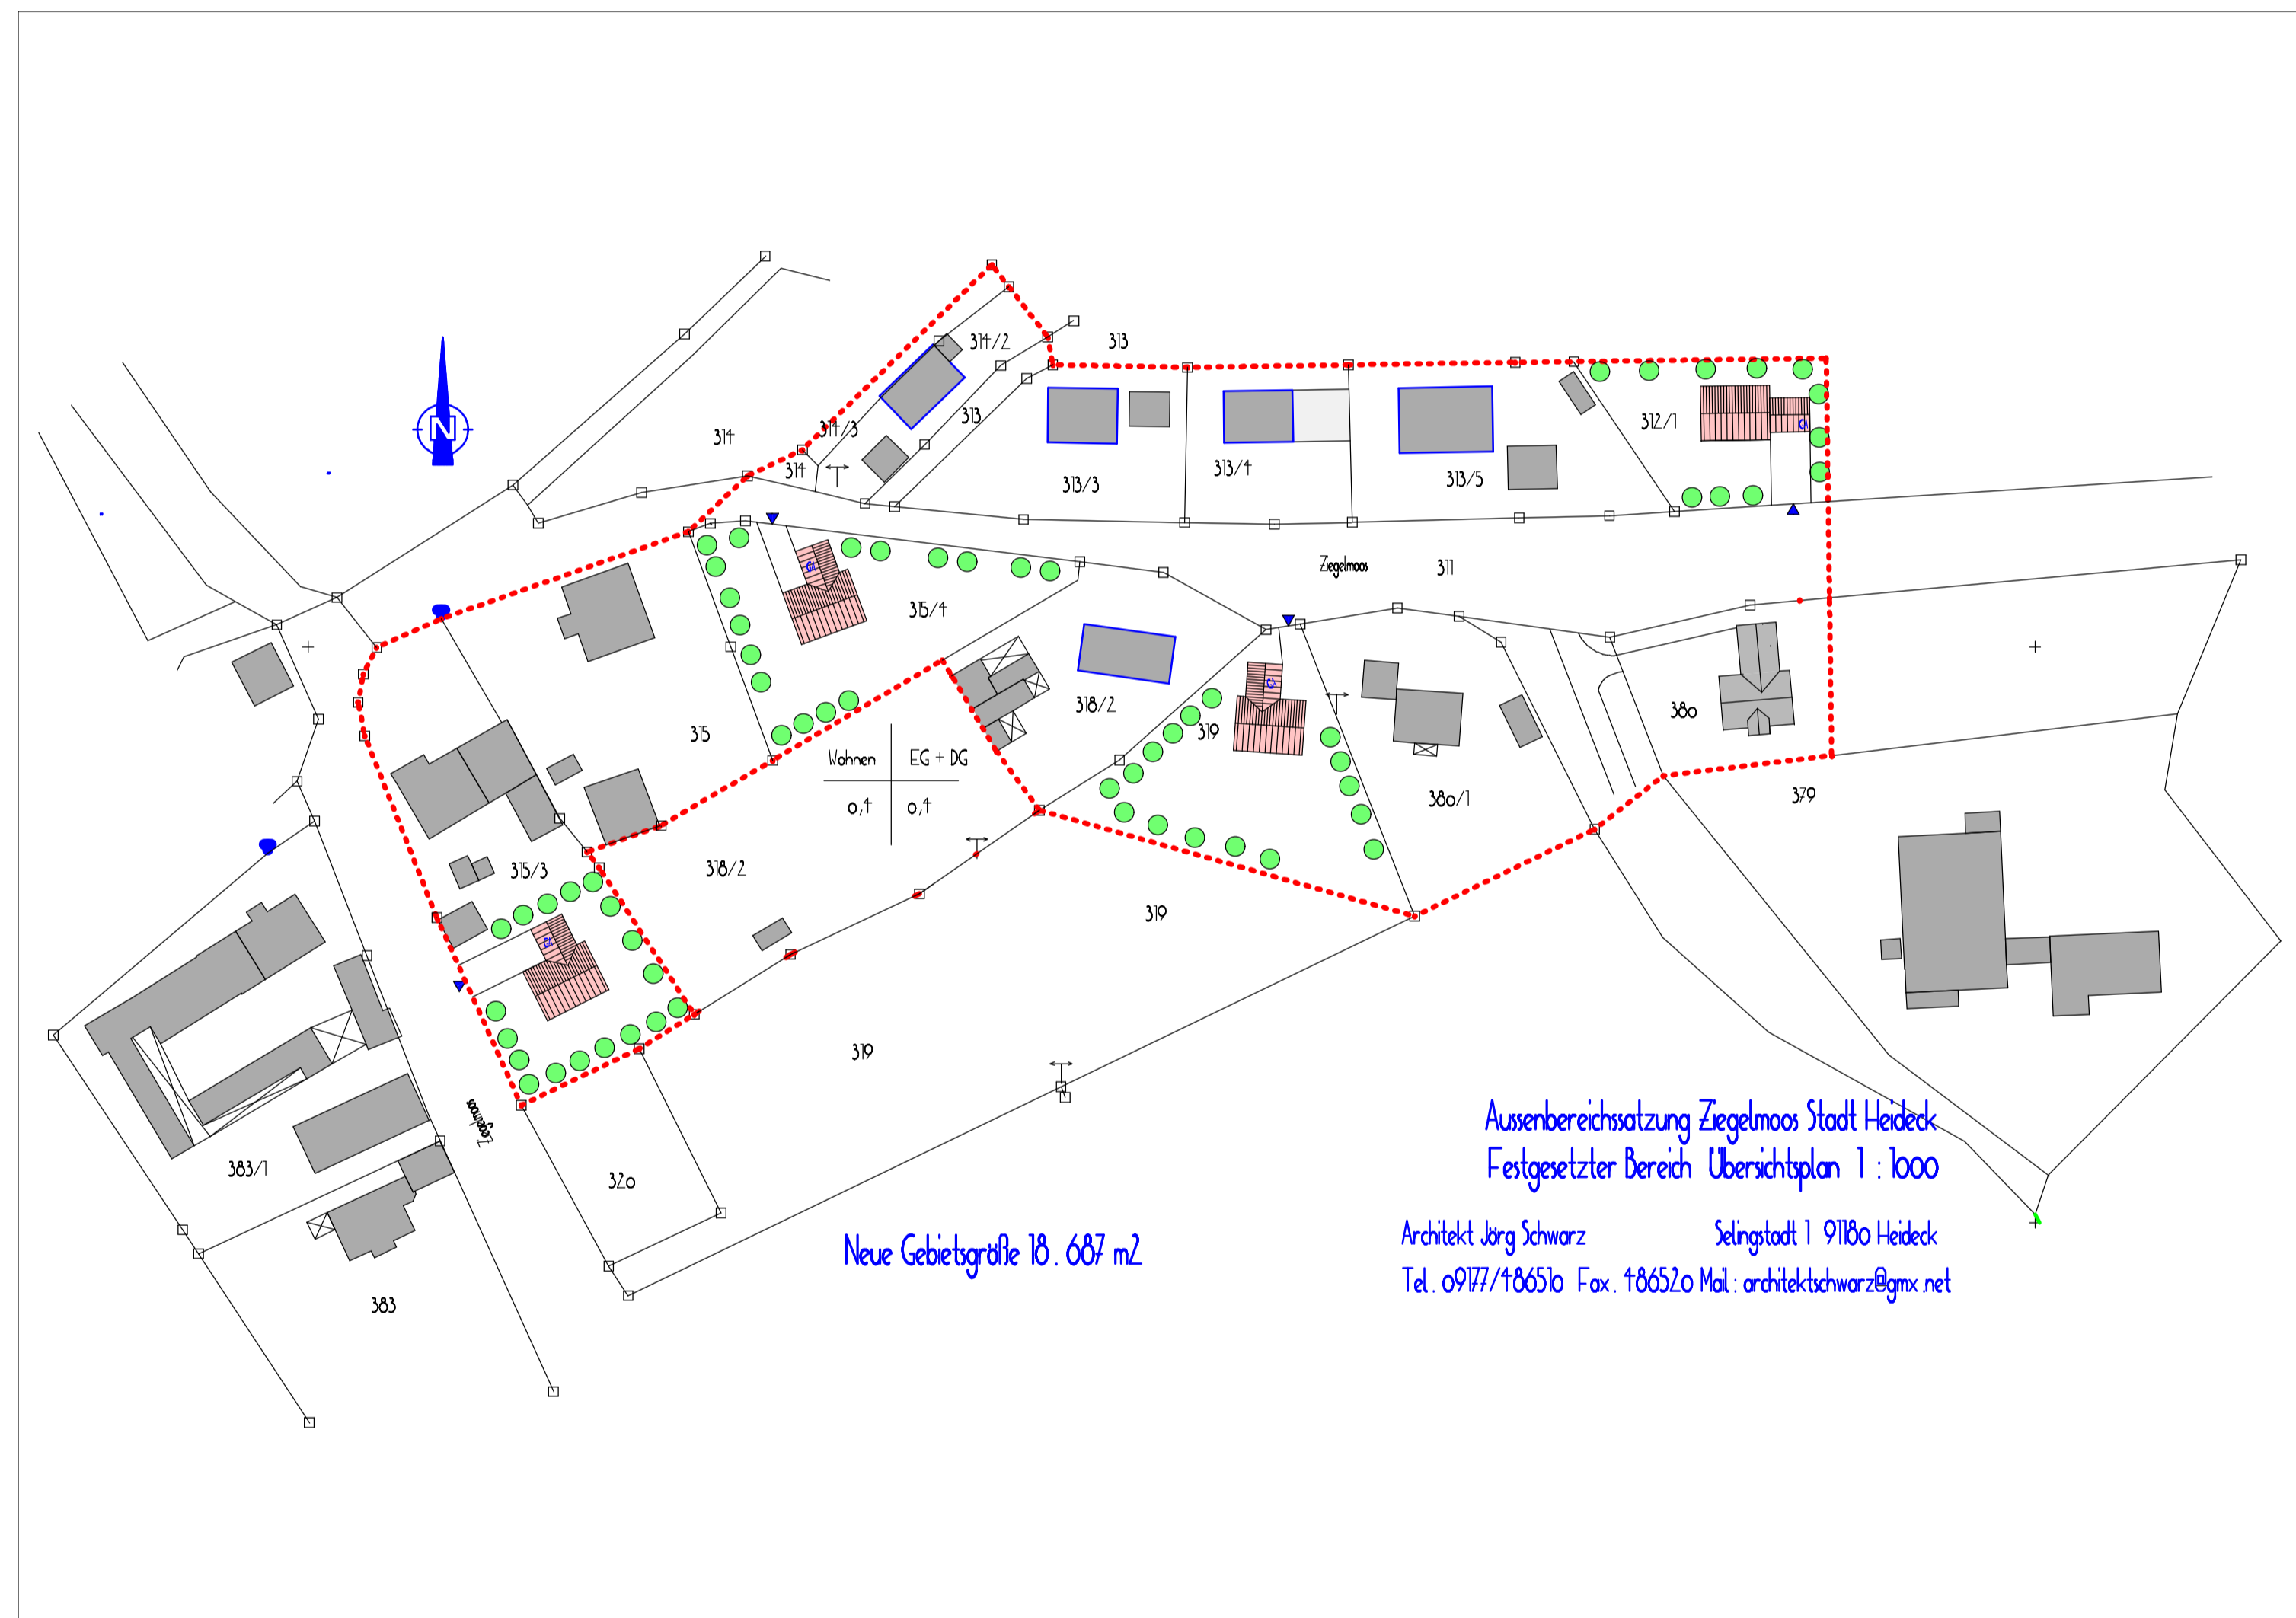 N
314/2
313
314
314/3
313
314
313/3
313/4
313/5
312/1
G
Ziegelmoos
311
G
315/4
318/2
315
319
G
380
380/1
379
Wohnen EG + DG
0,4 0,4
315/3
318/2
319
G
319
Ziegelmoos
383/1
320
383
Neue Gebietsgröße 18.687 m2
Aussenbereichssatzung Ziegelmoos Stadt Heideck
Festgesetzter Bereich Übersichtsplan 1 : 1000
Architekt Jörg Schwarz Selingstadt 1 91180 Heideck
Tel. 09177/486510 Fax. 486520 Mail: architektschwarz@gmx.net